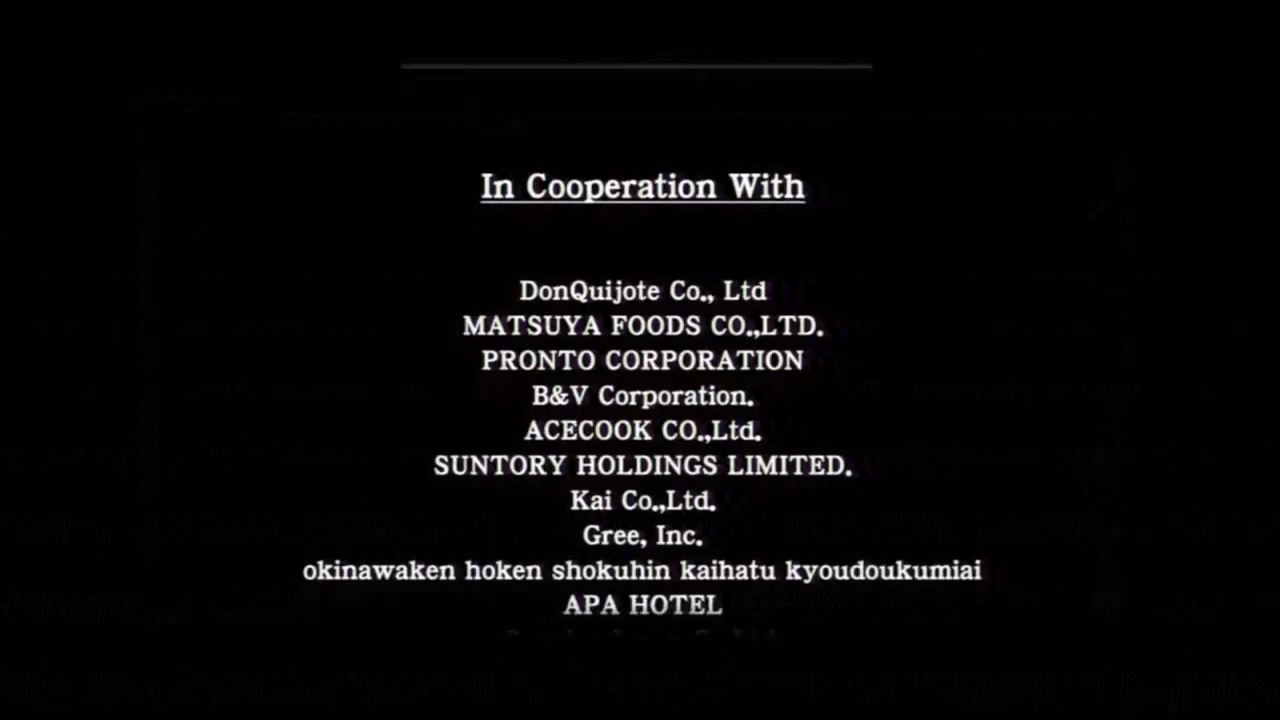 In Cooperation With
DonQuijote Co., Ltd
MATSUYA FOODS CO.,LTD.
PRONTO CORPORATION
B&V Corporation.
ACECOOK CO.,Ltd.
SUNTORY HOLDINGS LIMITED.
Kai Co.,Ltd.
Gree, Inc.
okinawaken hoken shokuhin kaihatu kyoudoukumiai
APA HOTEL